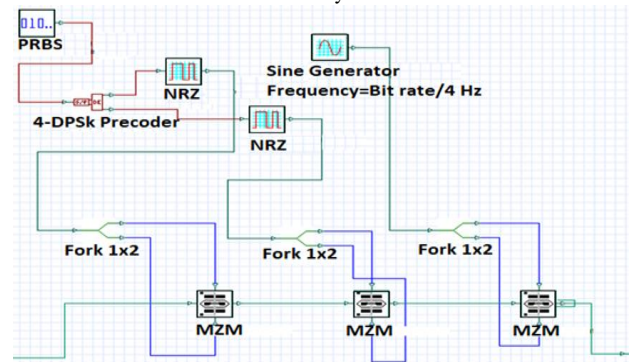 010..
PRBS
NRZ
Sine Generator
Frequency=Bit rate/4 Hz
4-DPSk Precoder
NRZ
Fork 1x2
Fork 1x2
Fork 1x2
MZM
MZM
MZM